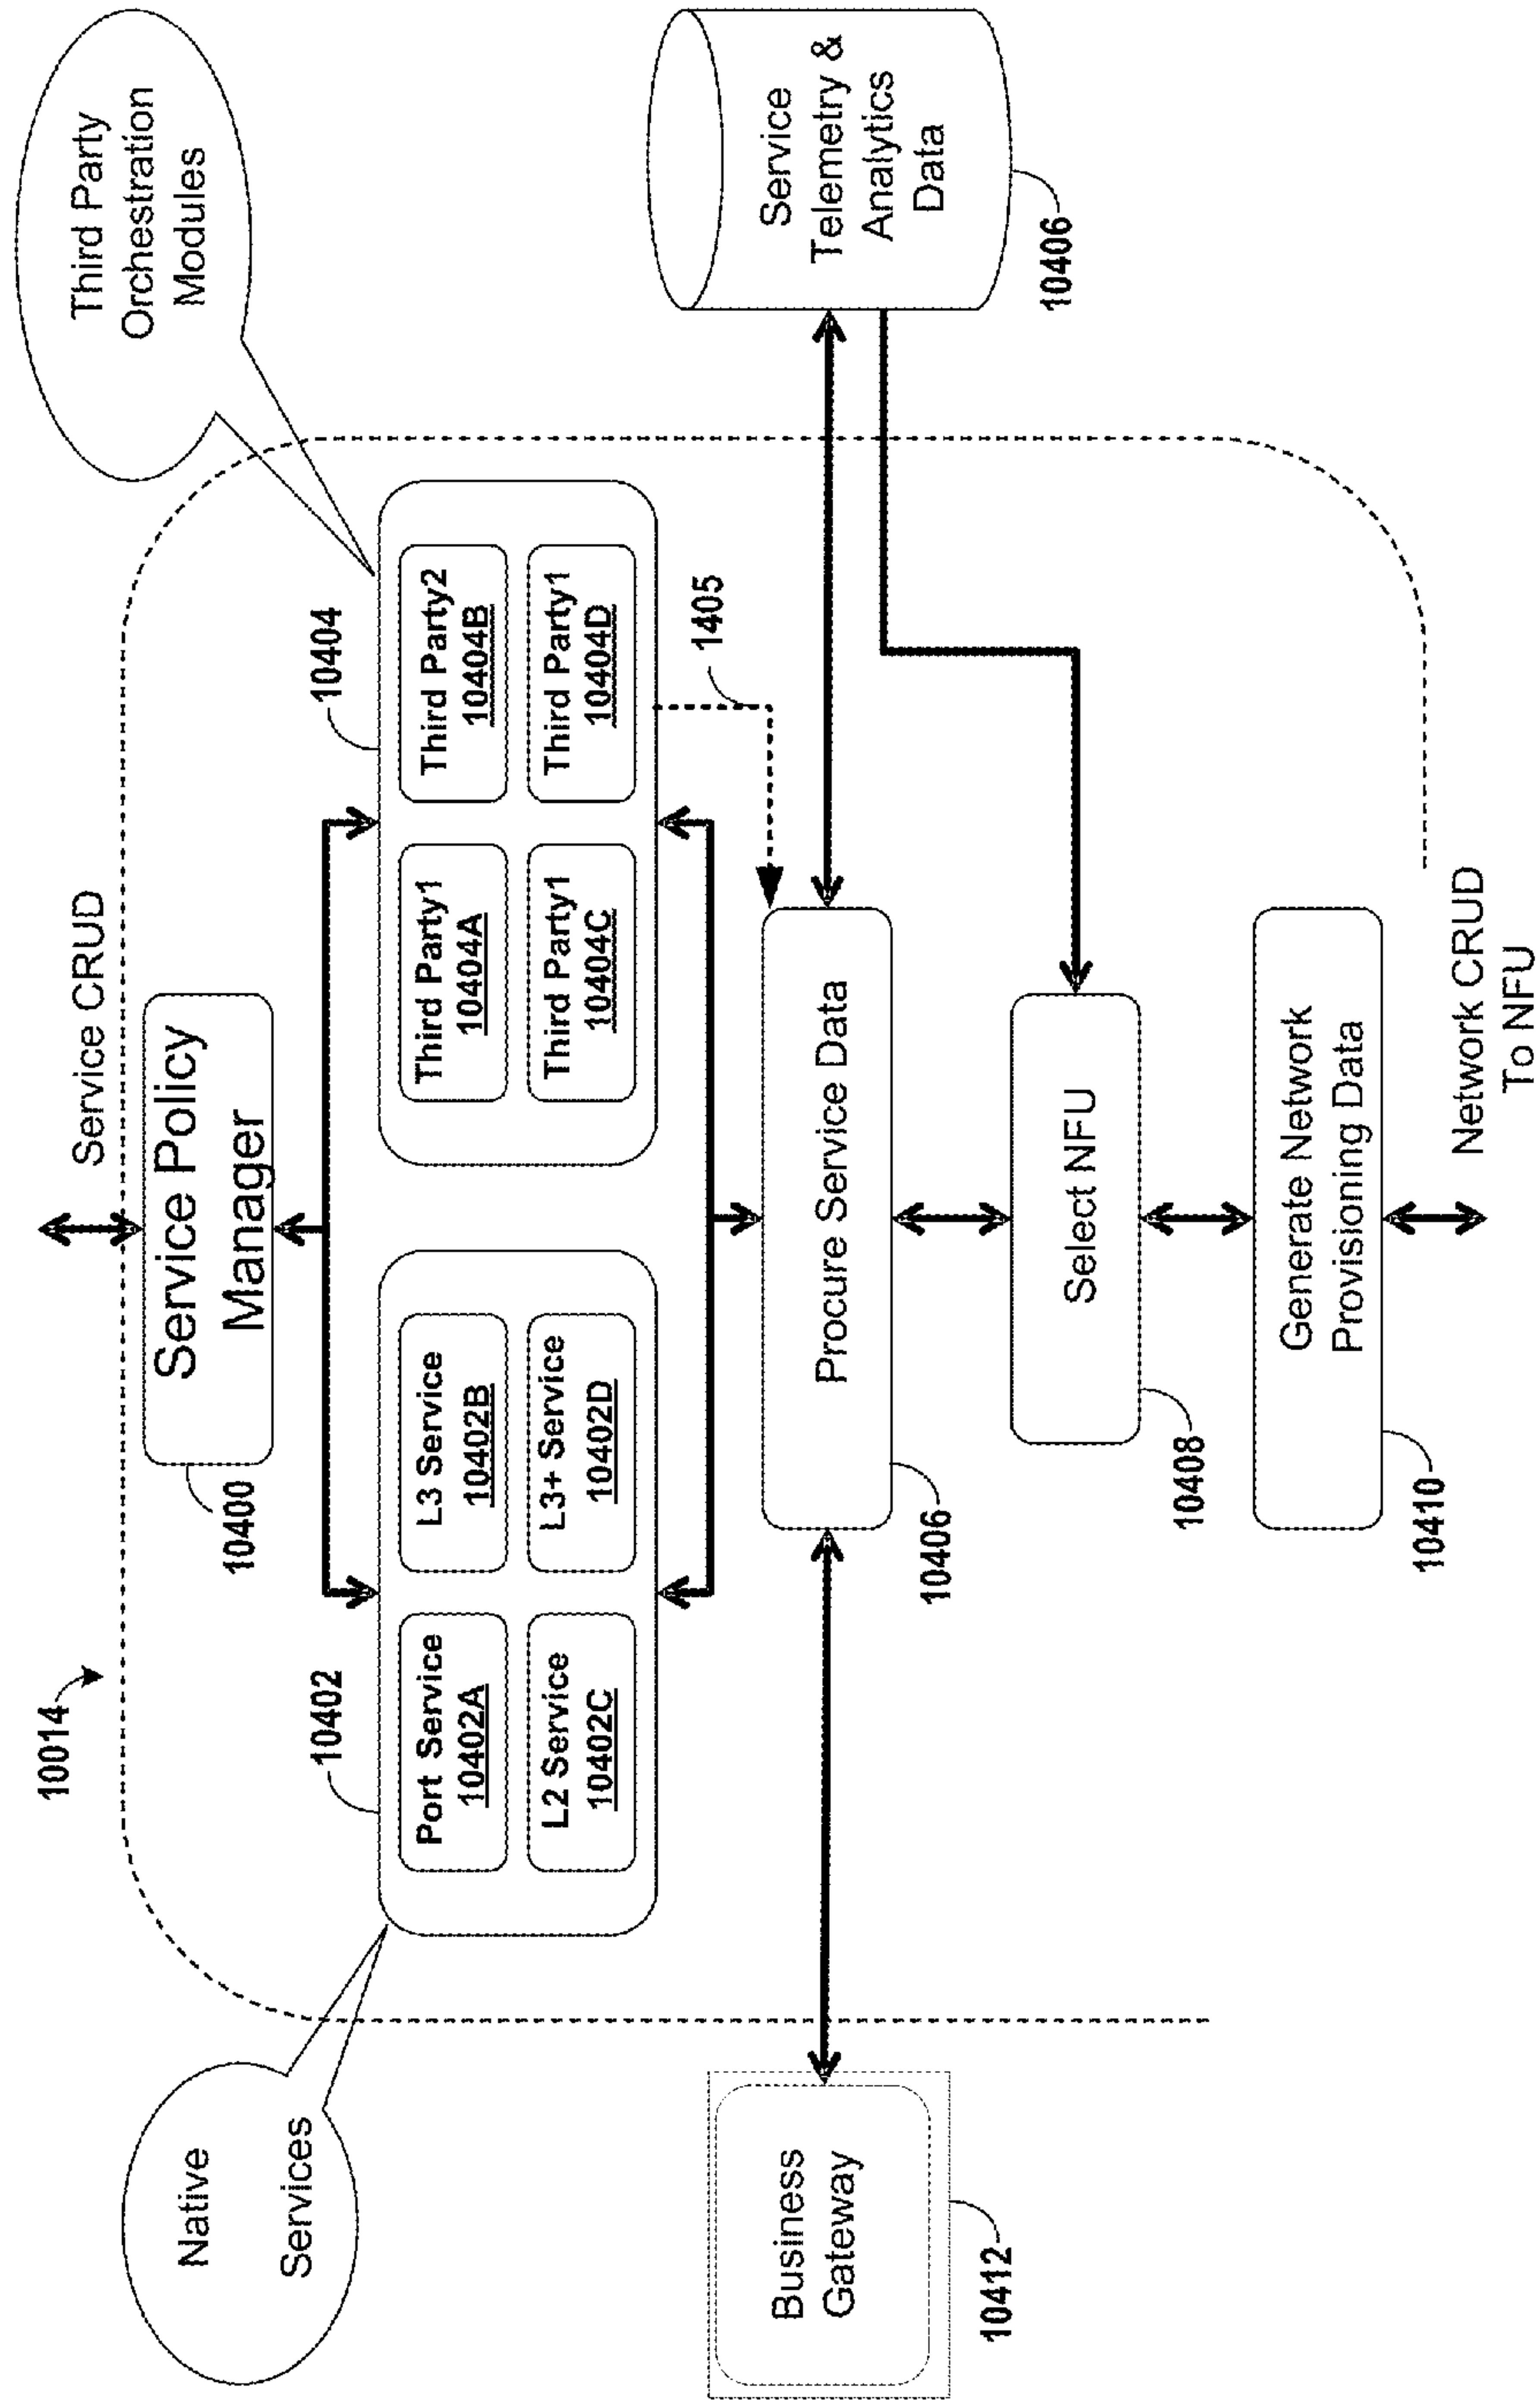 10014
Service CRUD
Service Policy
Manager
10400
Native
Services
Third Party
Orchestration
Modules
10402
Port Service
10402A
L3 Service
10402B
L2 Service
10402C
L3+ Service
10402D
10404
Third Party1
10404A
Third Party2
10404B
Third Party1
10404C
Third Party1
10404D
1405
Business
Gateway
10412
Procure Service Data
10406
Service
Telemetry &
Analytics
Data
10406
Select NFU
10408
Generate Network
Provisioning Data
10410
Network CRUD
To NFU